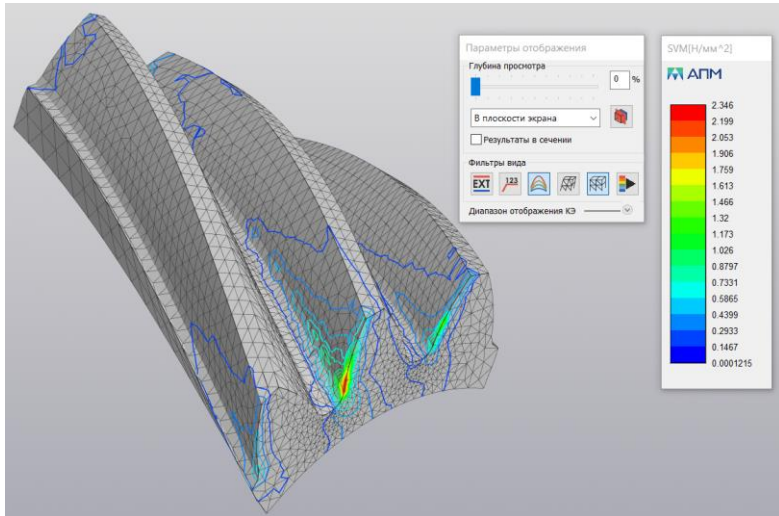 Параметры отображения
Глубина просмотра
0 %
В плоскости экрана
Результаты в сечении
Фильтры вида
EXT
123
Диапазон отображения КЭ
SVM[Н/мм^2]
АПМ
2.346
2.199
2.053
1.906
1.759
1.613
1.466
1.32
1.173
1.026
0.8797
0.7331
0.5865
0.4399
0.2933
0.1467
0.0001215